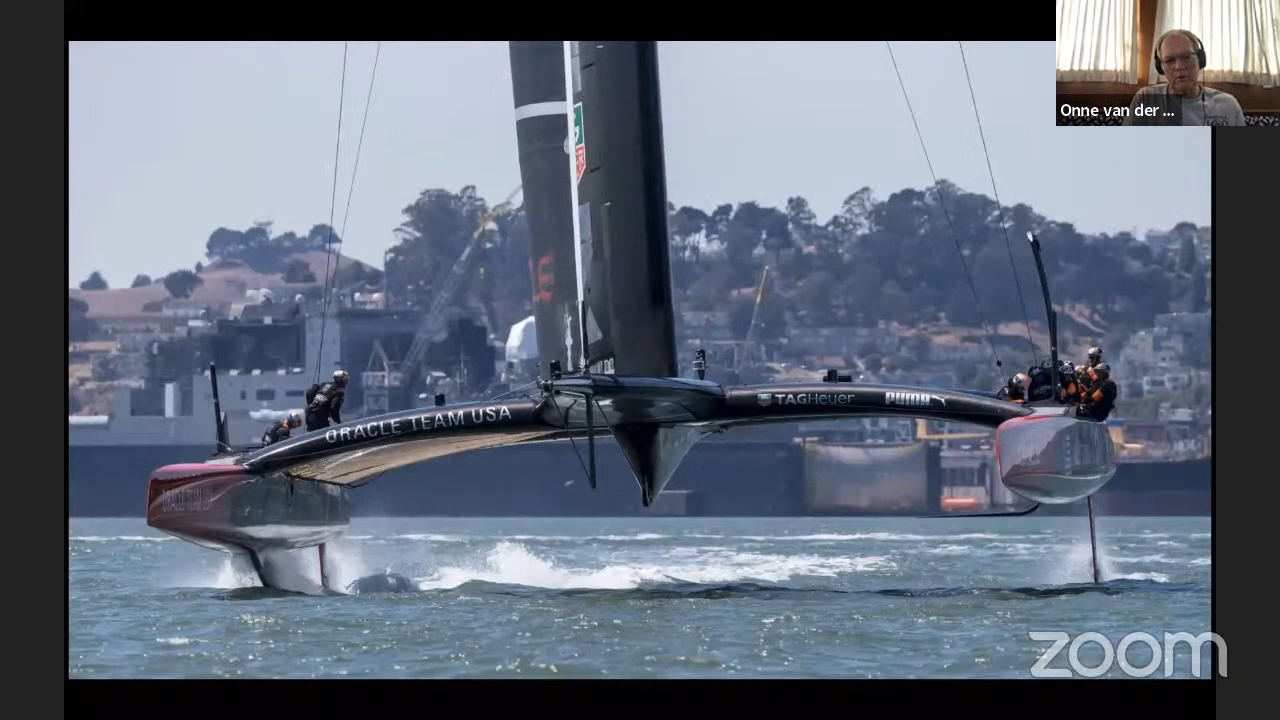 Onne van der ...
ORACLE TEAM USA
TAGHeuer
PUMA
zoom